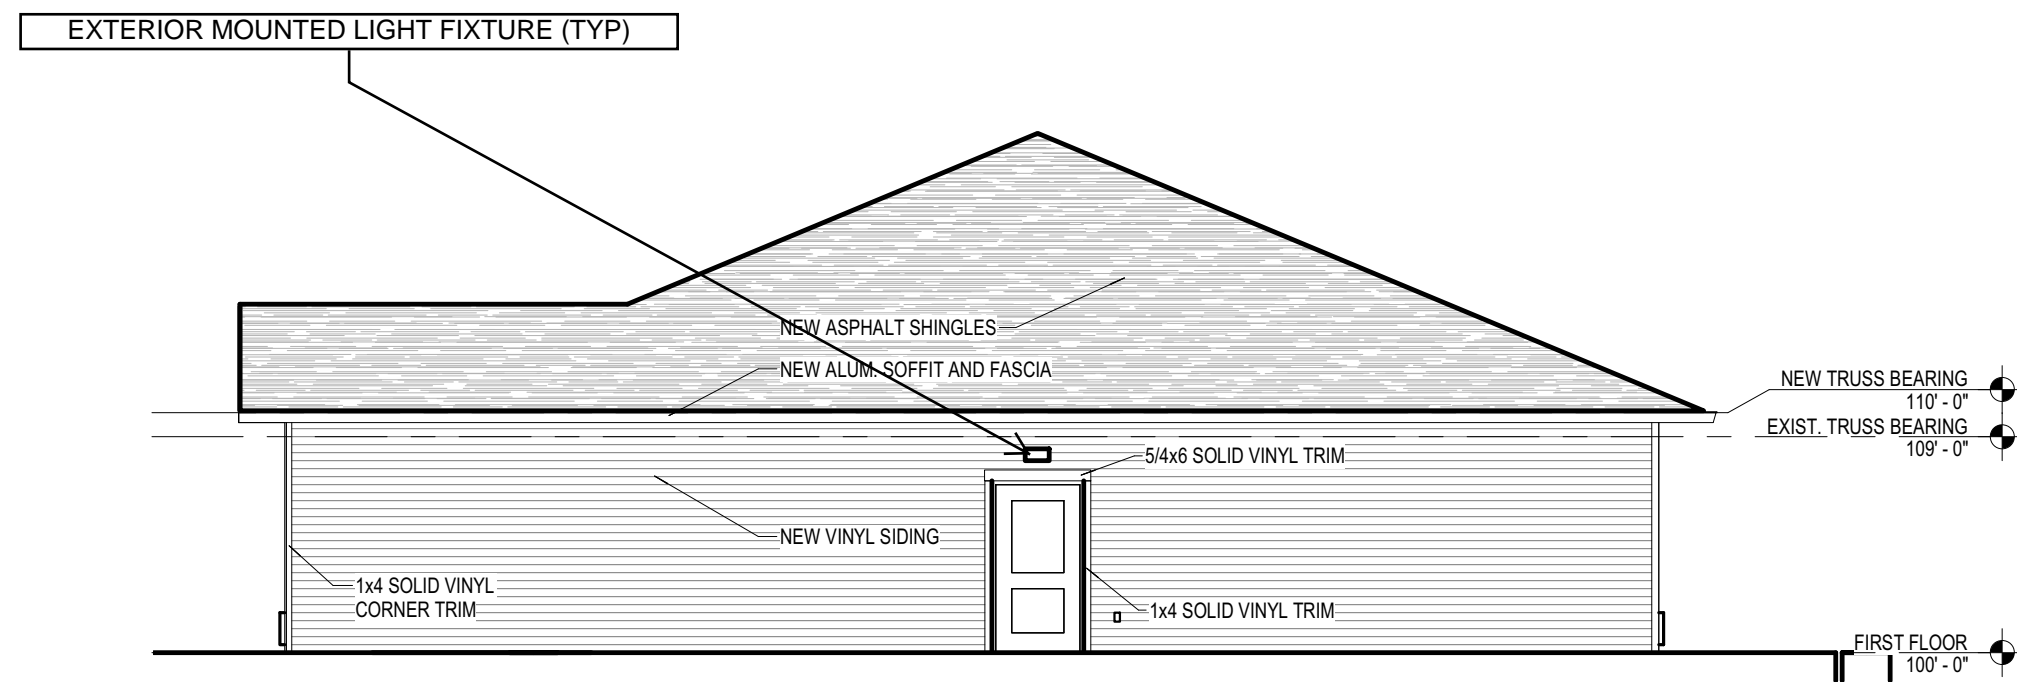 EXTERIOR MOUNTED LIGHT FIXTURE (TYP)
NEW ASPHALT SHINGLES
NEW ALUM. SOFFIT AND FASCIA
NEW TRUSS BEARING
110' - 0"
EXIST. TRUSS BEARING
109' - 0"
5/4x6 SOLID VINYL TRIM
NEW VINYL SIDING
1x4 SOLID VINYL
CORNER TRIM
1x4 SOLID VINYL TRIM
FIRST FLOOR
100' - 0"